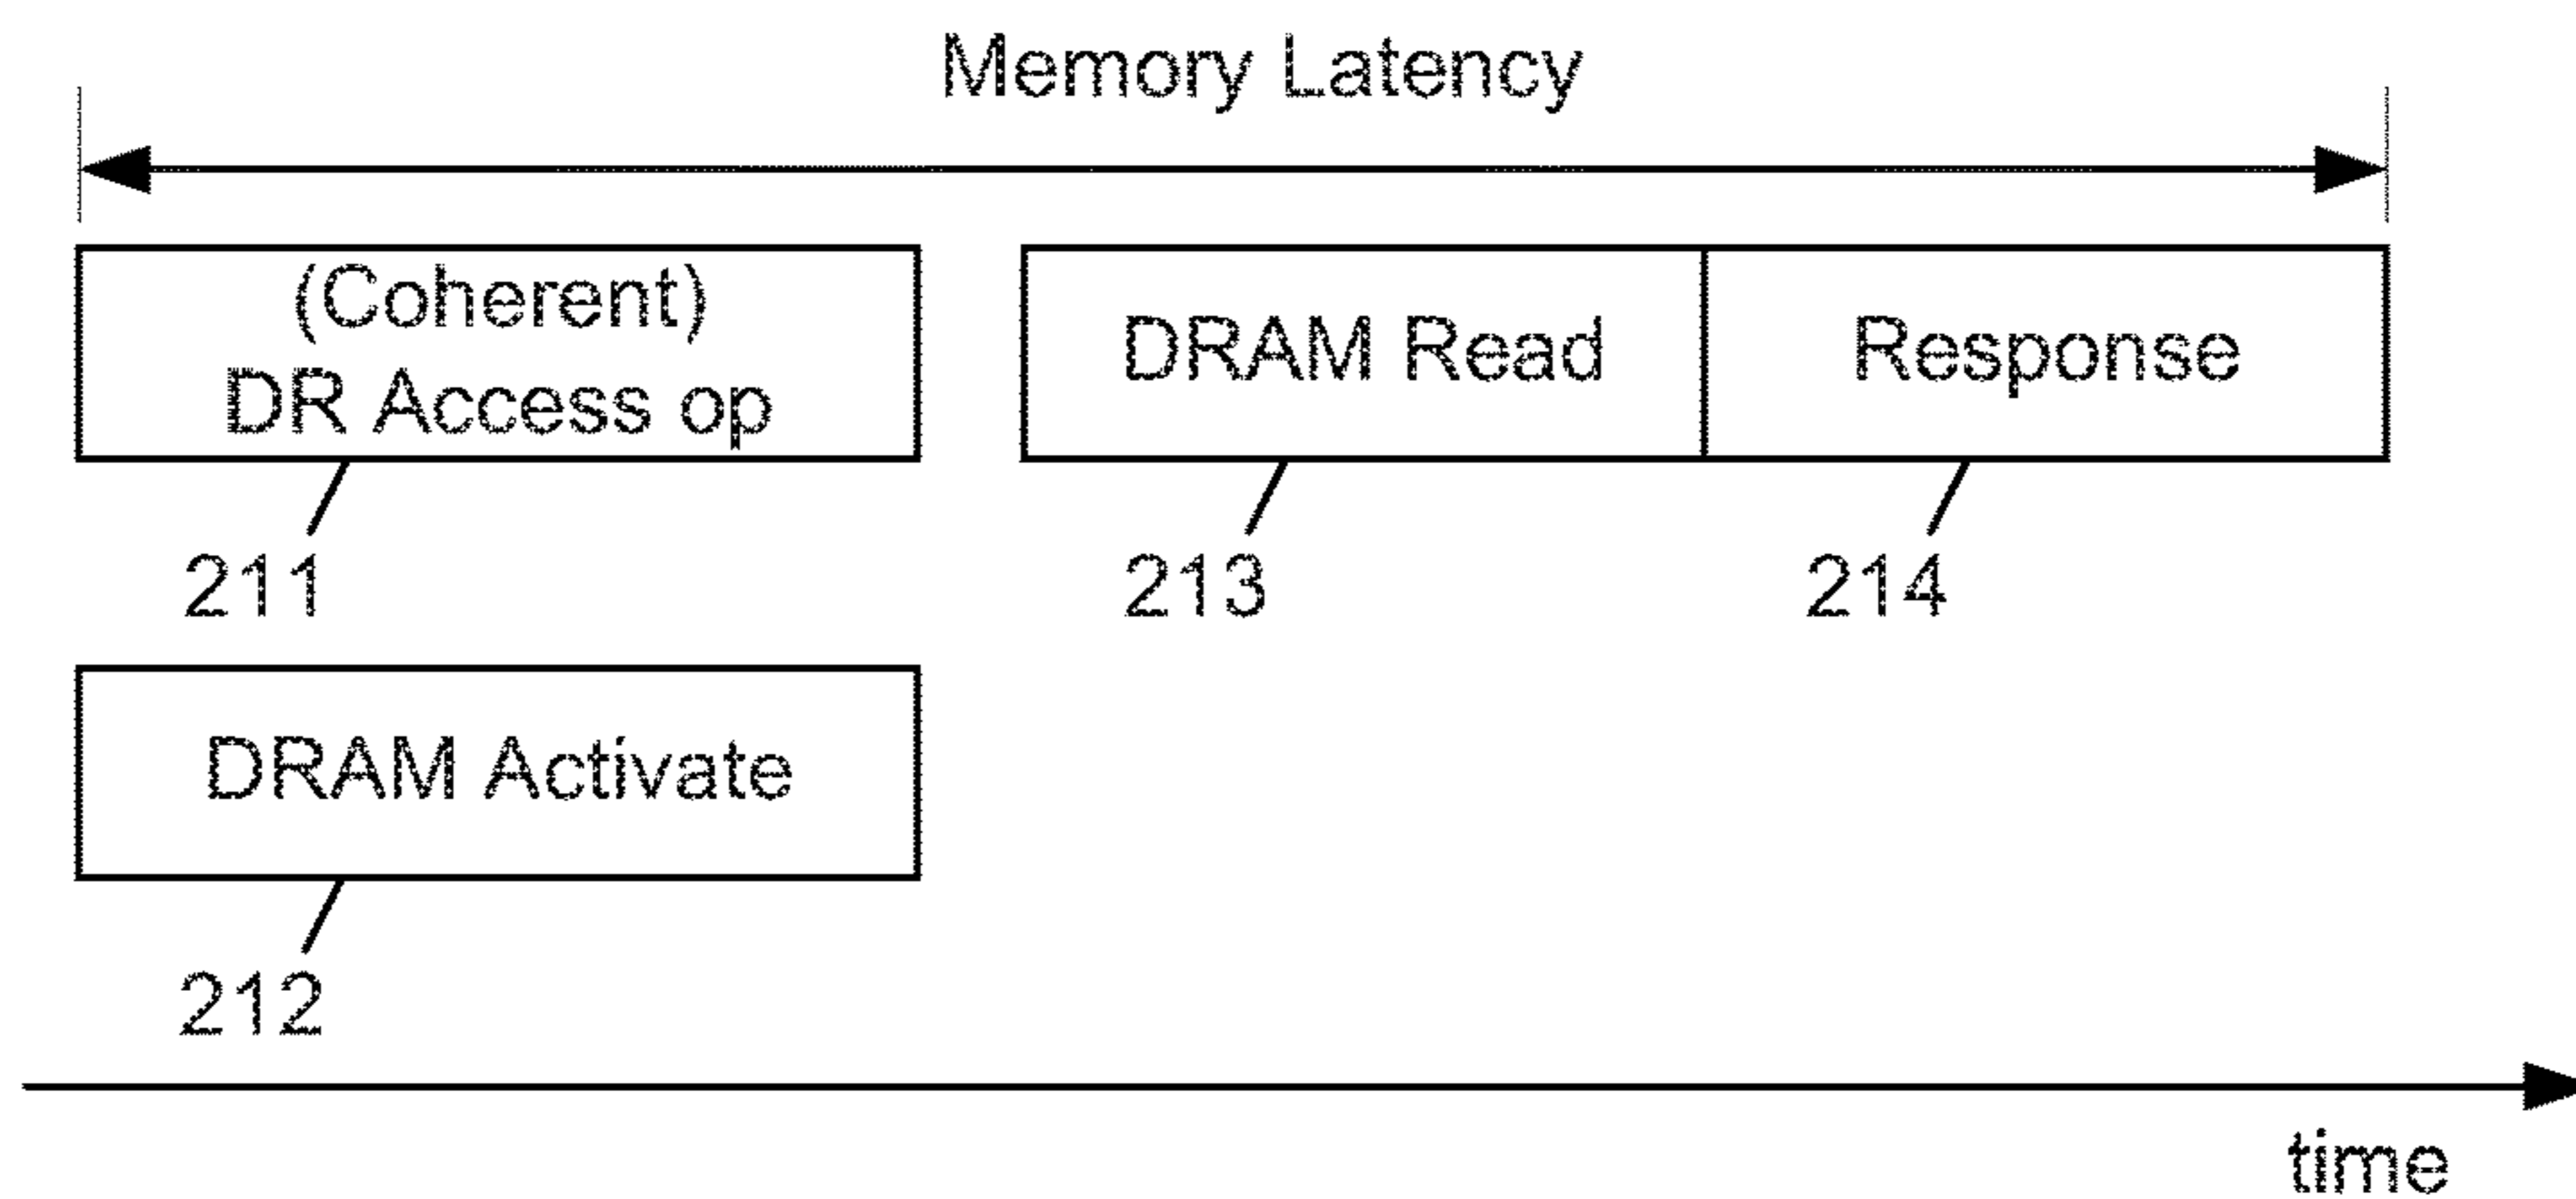 Memory Latency
(Coherent)
DR Access op
DRAM Read
Response
211
213
214
DRAM Activate
212
time